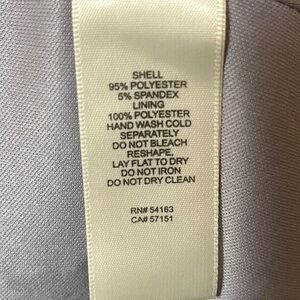 SHELL
95% POLYESTER
5% SPANDEX
LINING
100% POLYESTER
HAND WASH COLD
SEPARATELY
DO NOT BLEACH
RESHAPE,
LAY FLAT TO DRY
DO NOT IRON
DO NOT DRY CLEAN
RN# 54163
CA# 57151